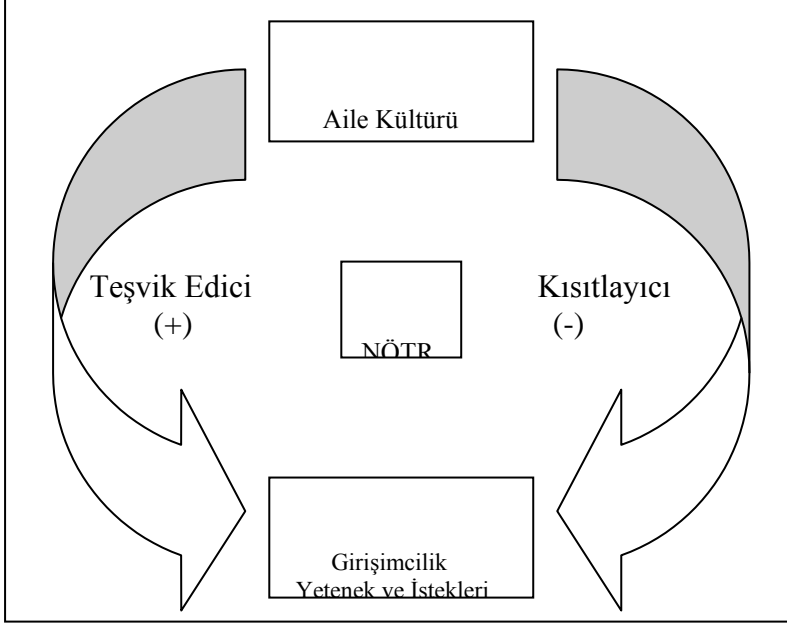 Aile Kültürü
Teşvik Edici
(+)
NÖTR
Kısıtlayıcı
(-)
Girişimcilik
Yetenek ve İstekleri